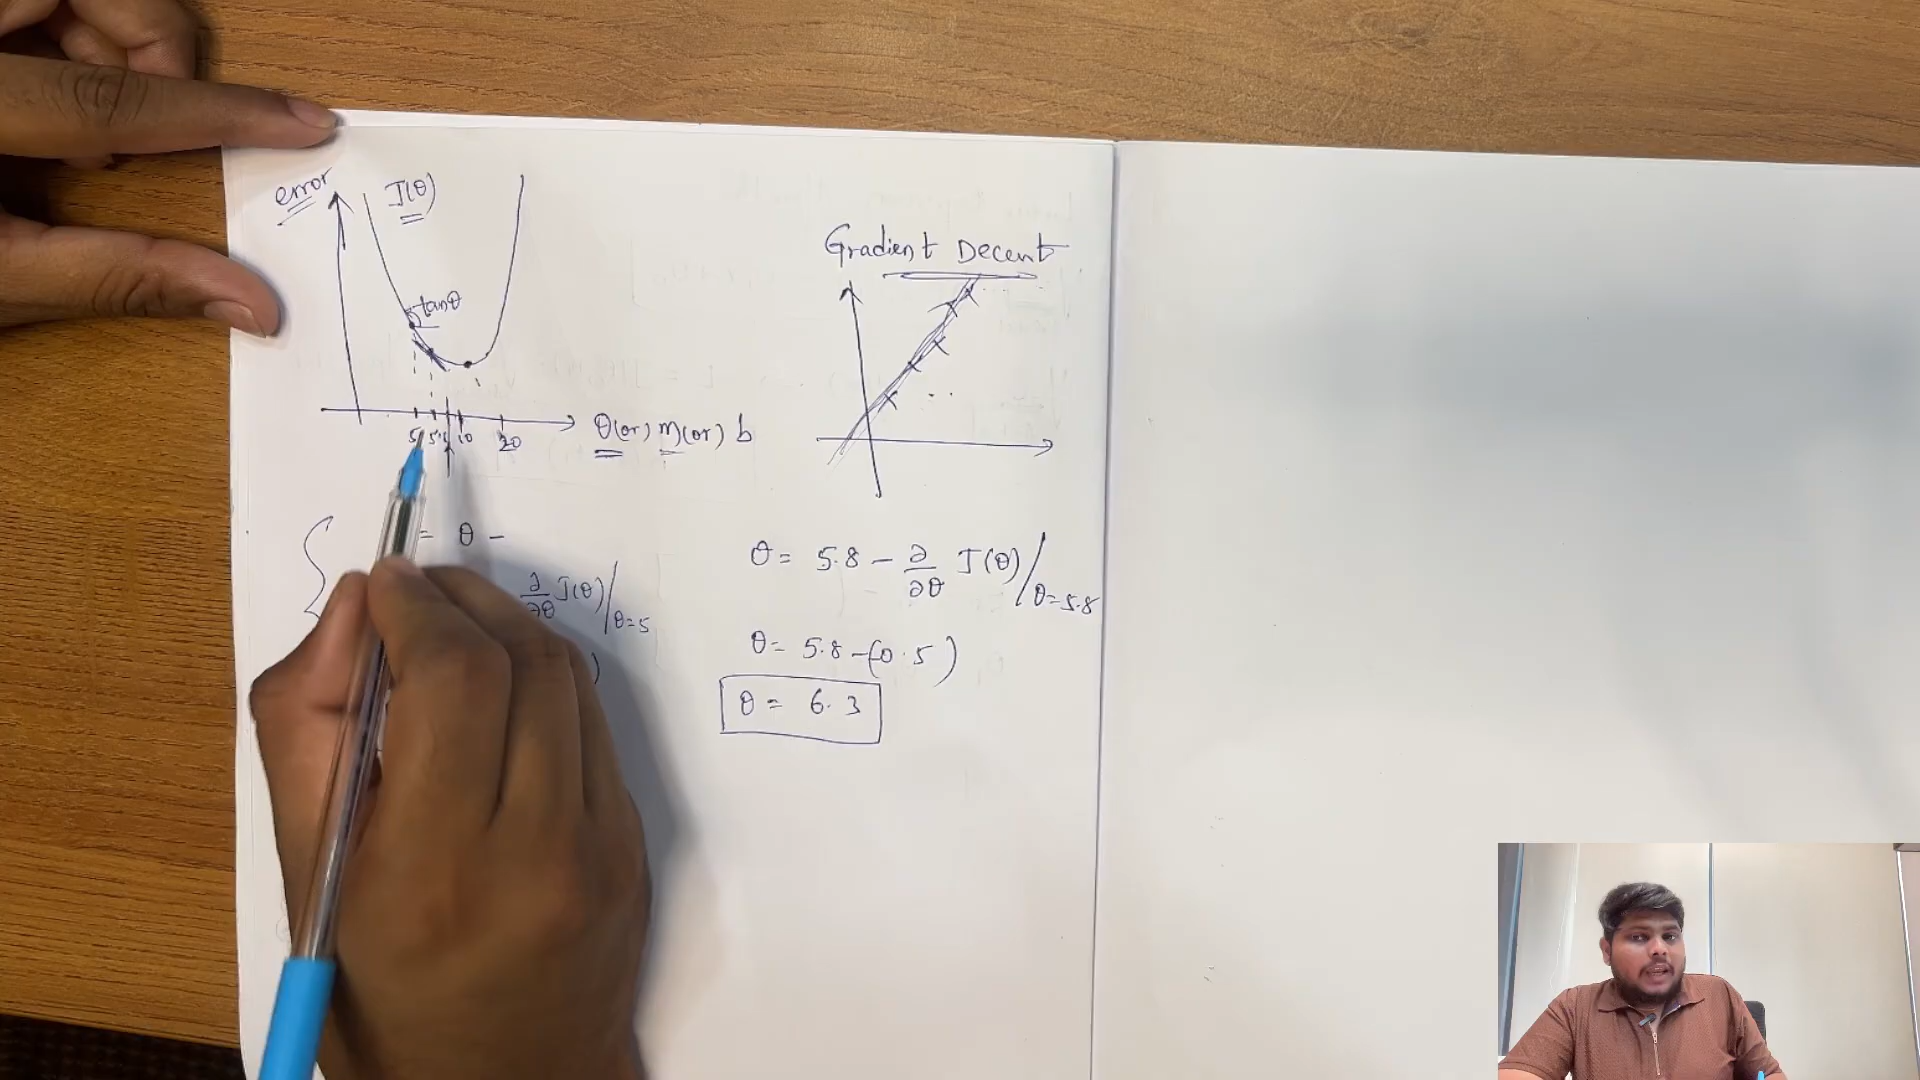 error
J(θ)
tanθ
5 5.8 10 20
θ(or) m(or) b
= θ -
∂/∂θ J(θ)/θ=5
)
Gradient Decent
θ = 5.8 - ∂/∂θ J(θ)/θ=5.8
θ = 5.8 -(-0.5)
θ = 6.3